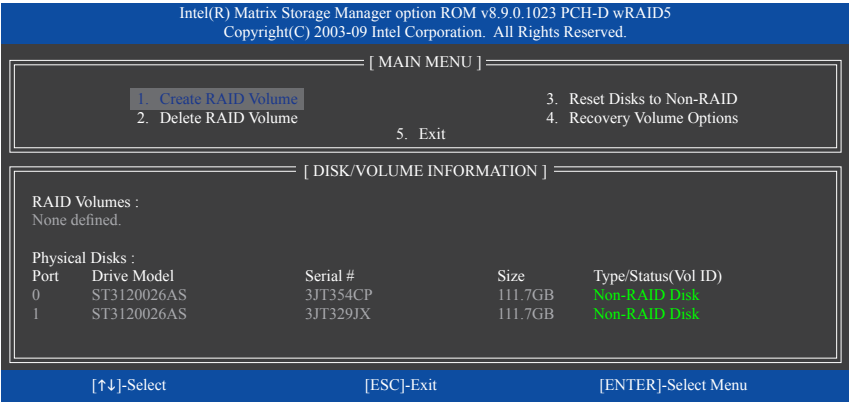 Intel(R) Matrix Storage Manager option ROM v8.9.0.1023 PCH-D wRAID5
Copyright(C) 2003-09 Intel Corporation. All Rights Reserved.
[ MAIN MENU ]
1. Create RAID Volume 3. Reset Disks to Non-RAID
2. Delete RAID Volume 4. Recovery Volume Options
5. Exit
[ DISK/VOLUME INFORMATION ]
RAID Volumes :
None defined.
Physical Disks :
Port Drive Model Serial # Size Type/Status(Vol ID)
0 ST3120026AS 3JT354CP 111.7GB Non-RAID Disk
1 ST3120026AS 3JT329JX 111.7GB Non-RAID Disk
[↑↓]-Select [ESC]-Exit [ENTER]-Select Menu